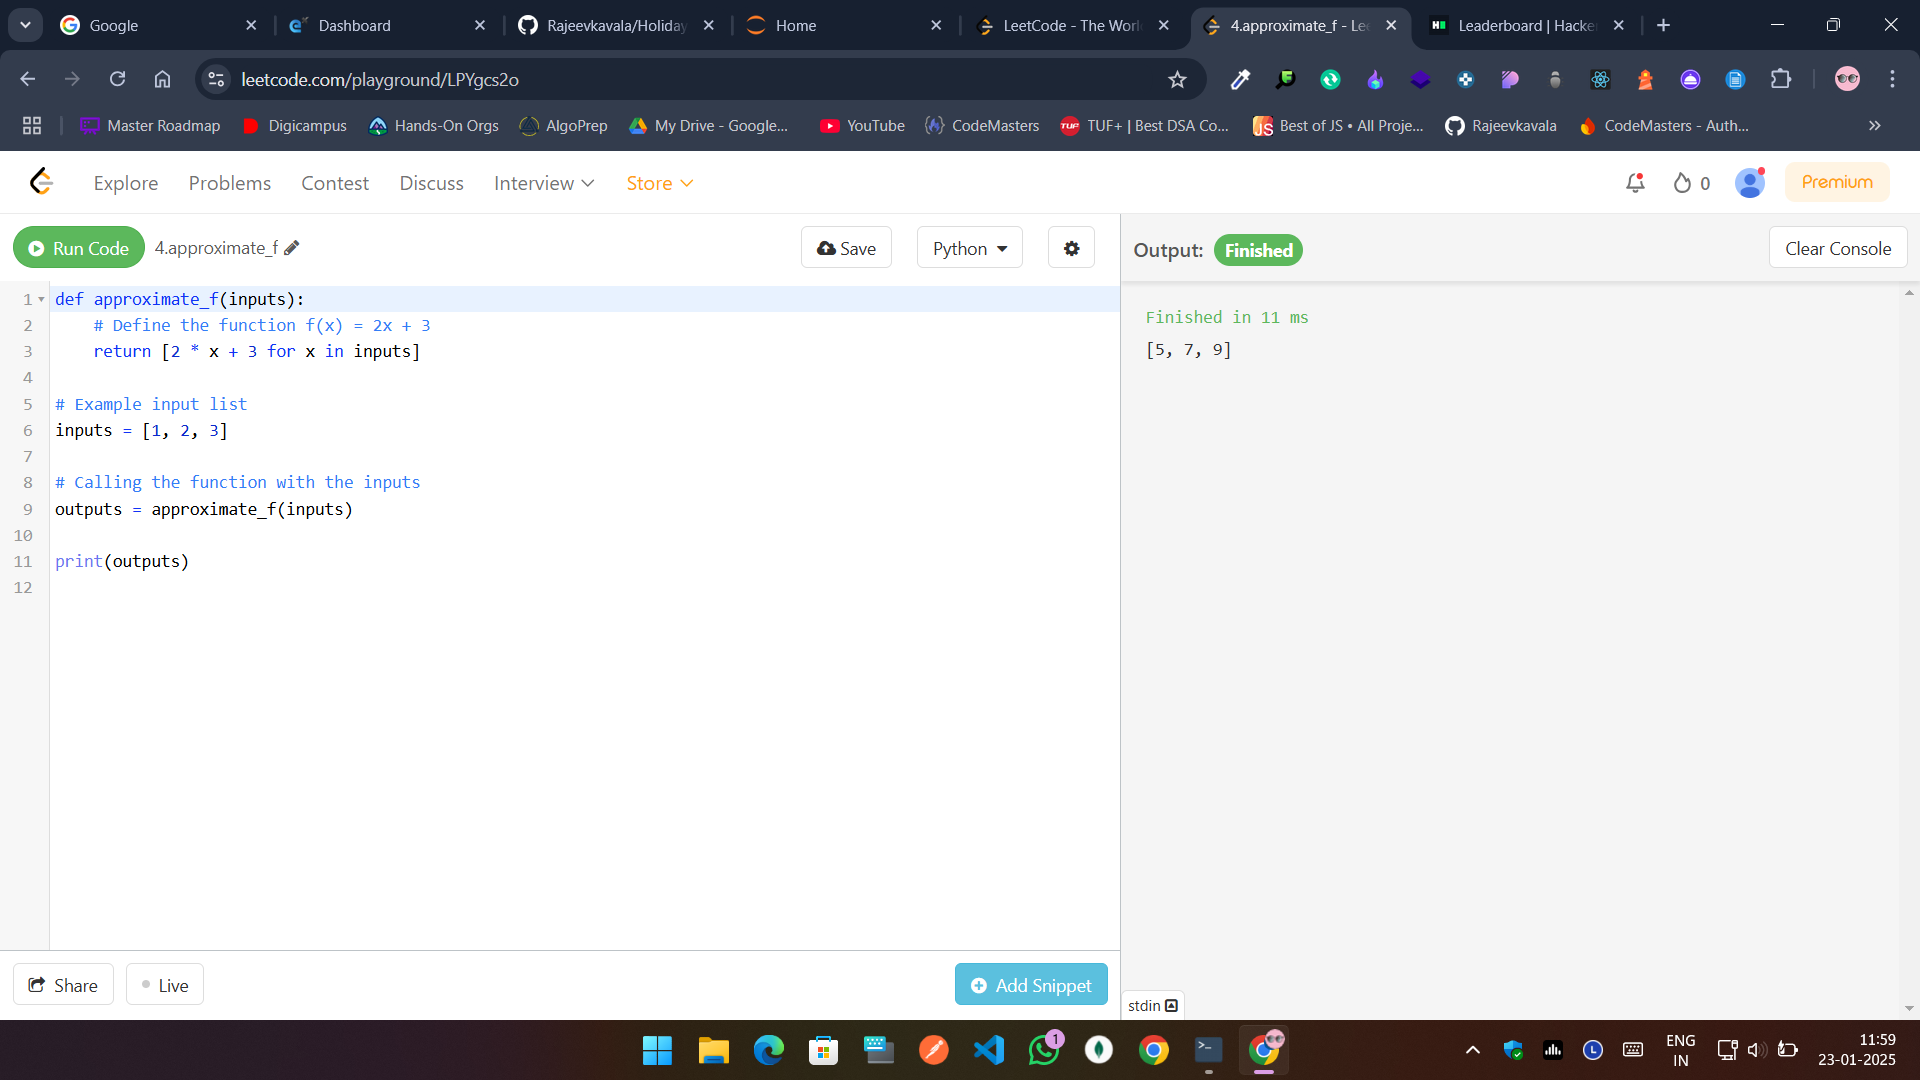 Google
Dashboard
Rajeevkavala/Holiday
Home
LeetCode - The Worl
4.approximate_f - Lee
Leaderboard | Hacke
leetcode.com/playground/LPYgcs2o
Master Roadmap
Digicampus
Hands-On Orgs
AlgoPrep
My Drive - Google...
YouTube
CodeMasters
TUF+ | Best DSA Co...
Best of JS • All Proje...
Rajeevkavala
CodeMasters - Auth...
Explore
Problems
Contest
Discuss
Interview
Store
0
Premium
Run Code
4.approximate_f
Save
Python
Output:
Finished
Clear Console
1 def approximate_f(inputs):
2     # Define the function f(x) = 2x + 3
3     return [2 * x + 3 for x in inputs]
4
5 # Example input list
6 inputs = [1, 2, 3]
7
8 # Calling the function with the inputs
9 outputs = approximate_f(inputs)
10
11 print(outputs)
12
Finished in 11 ms
[5, 7, 9]
Share
Live
Add Snippet
stdin
1
ENG
IN
11:59
23-01-2025